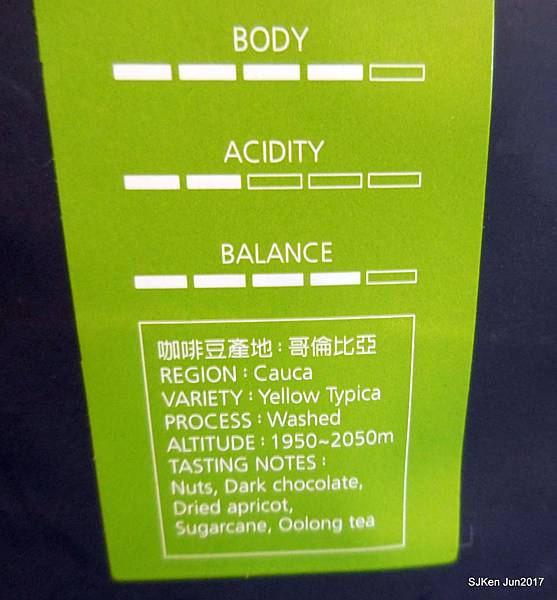 BODY
ACIDITY
BALANCE
咖啡豆產地：哥倫比亞
REGION：Cauca
VARIETY：Yellow Typica
PROCESS：Washed
ALTITUDE：1950~2050m
TASTING NOTES：
Nuts, Dark chocolate,
Dried apricot,
Sugarcane, Oolong tea
SJKen Jun2017